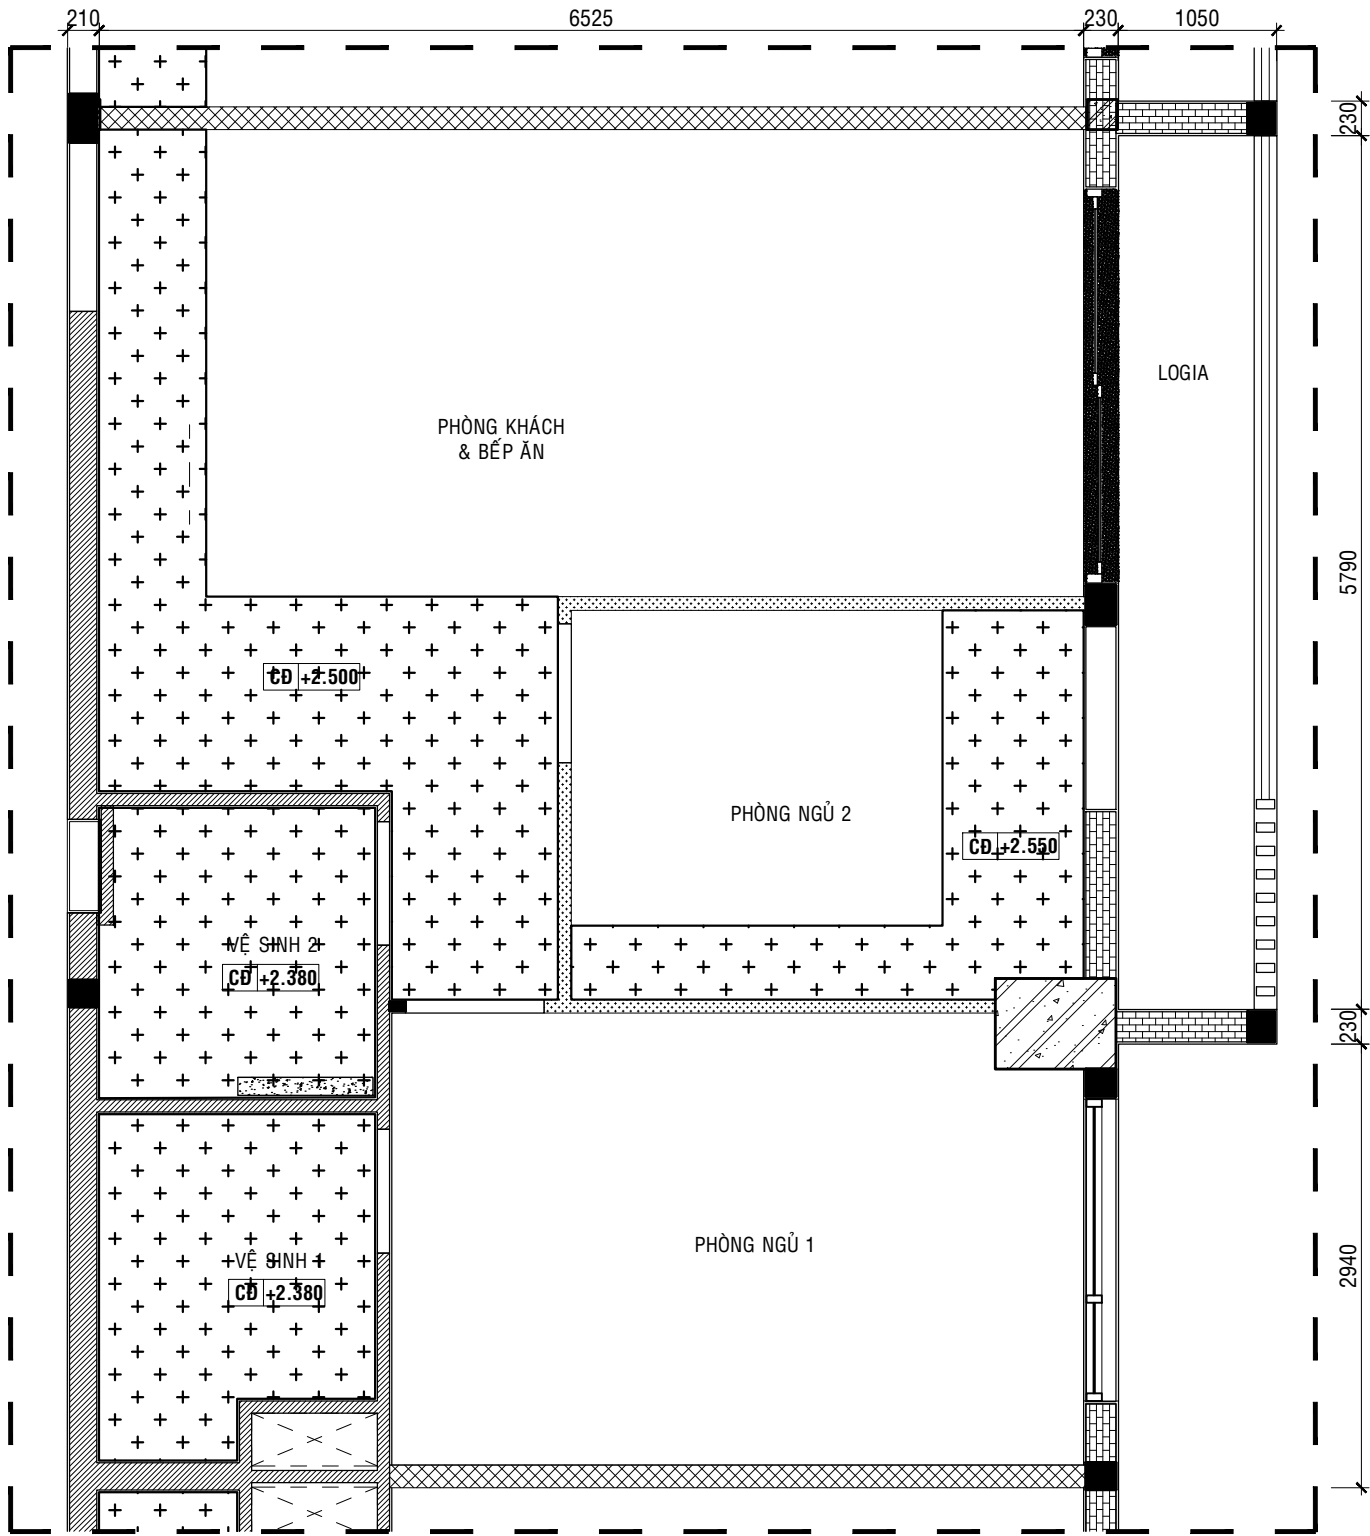 210 6525 230 1050
230
LOGIA
PHÒNG KHÁCH
& BẾP ĂN
5790
CĐ +2.500
PHÒNG NGỦ 2
CĐ +2.550
VỆ SINH 2
CĐ +2.380
230
PHÒNG NGỦ 1
VỆ SINH 1
CĐ +2.380
2940